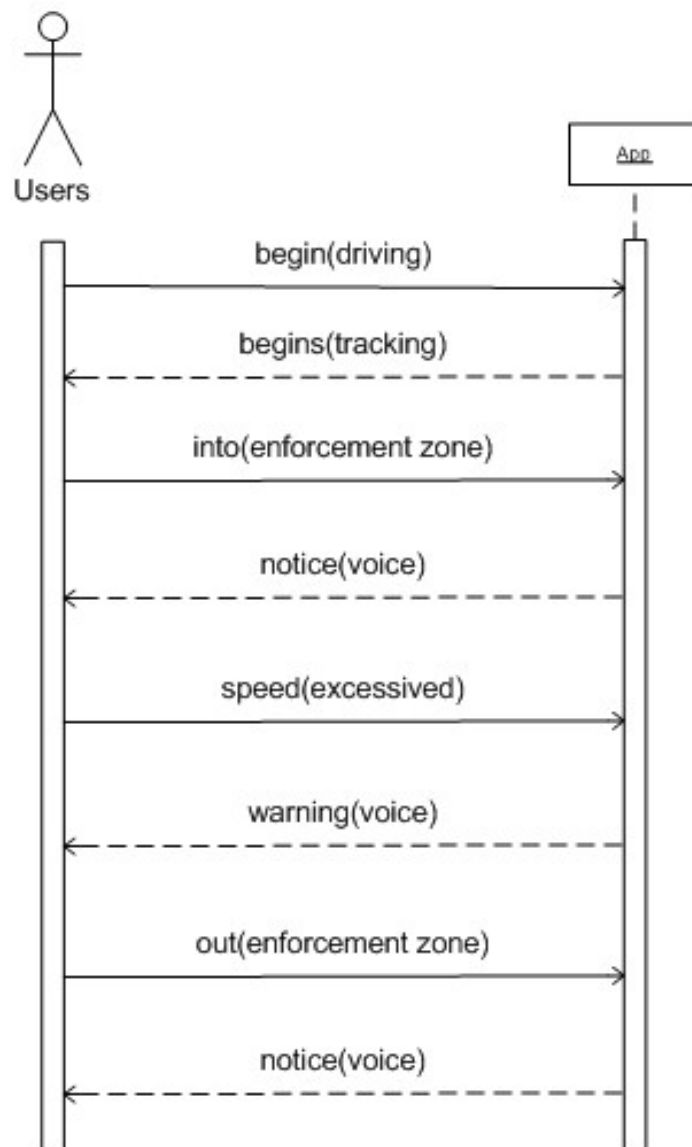 Users
App
begin(driving)
begins(tracking)
into(enforcement zone)
notice(voice)
speed(excessived)
warning(voice)
out(enforcement zone)
notice(voice)